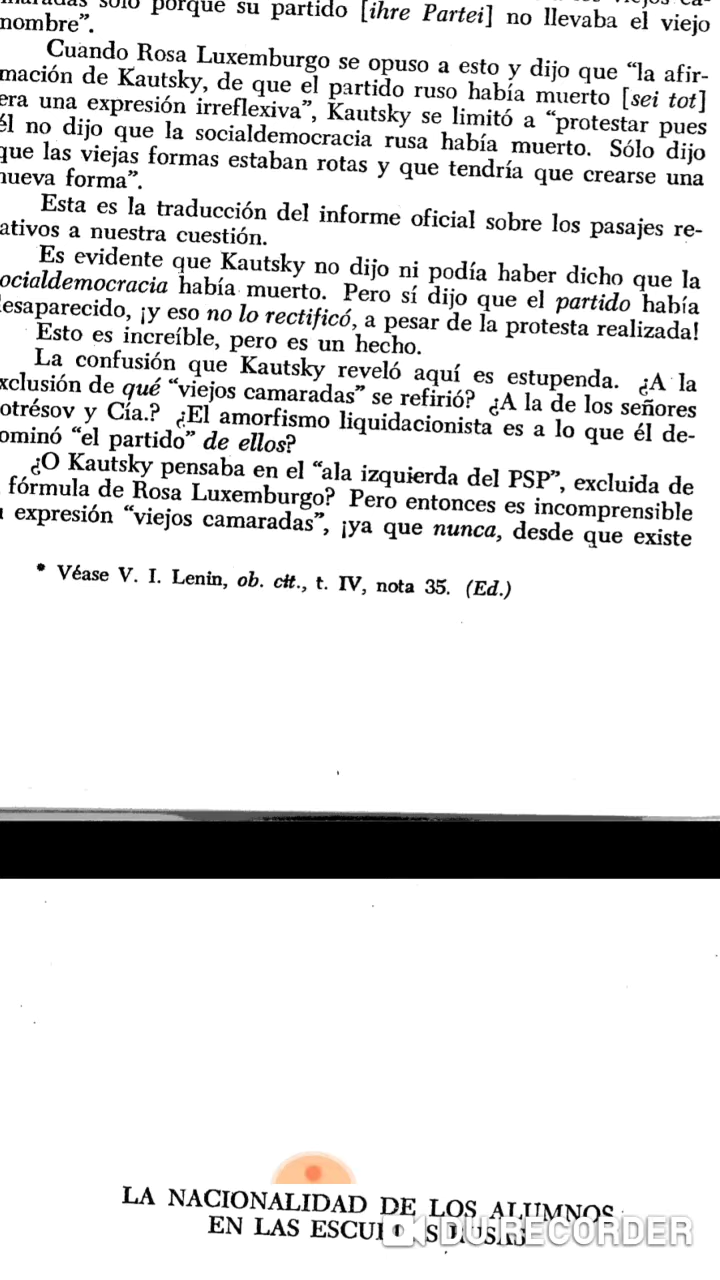 sólo porque su partido [ihre Partei] no llevaba el viejo
nombre”.
Cuando Rosa Luxemburgo se opuso a esto y dijo que “la afir-
mación de Kautsky, de que el partido ruso había muerto [sei tot]
era una expresión irreflexiva”, Kautsky se limitó a “protestar pues
él no dijo que la socialdemocracia rusa había muerto. Sólo dijo
que las viejas formas estaban rotas y que tendría que crearse una
nueva forma”.
Esta es la traducción del informe oficial sobre los pasajes re-
ativos a nuestra cuestión.
Es evidente que Kautsky no dijo ni podía haber dicho que la
ocialdemocracia había muerto. Pero sí dijo que el partido había
esaparecido, ¡y eso no lo rectificó, a pesar de la protesta realizada!
Esto es increíble, pero es un hecho.
La confusión que Kautsky reveló aquí es estupenda. ¿A la
xclusión de qué “viejos camaradas” se refirió? ¿A la de los señores
otrésov y Cía.? ¿El amorfismo liquidacionista es a lo que él de-
ominó “el partido” de ellos?
¿O Kautsky pensaba en el “ala izquierda del PSP”, excluida de
fórmula de Rosa Luxemburgo? Pero entonces es incomprensible
expresión “viejos camaradas”, ¡ya que nunca, desde que existe
* Véase V. I. Lenin, ob. cit., t. IV, nota 35. (Ed.)
LA NACIONALIDAD DE LOS ALUMNOS
EN LAS
DU RECORDER